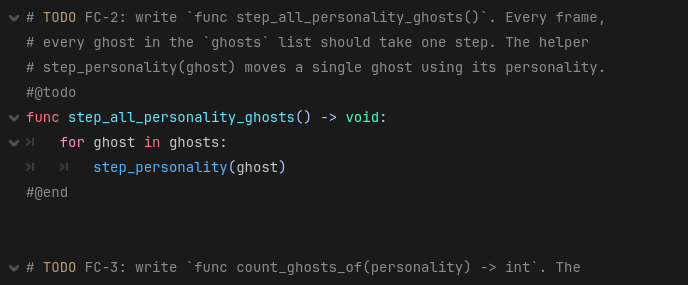 # TODO FC-2: write `func step_all_personality_ghosts()`. Every frame,
# every ghost in the `ghosts` list should take one step. The helper
# step_personality(ghost) moves a single ghost using its personality.
#@todo
func step_all_personality_ghosts() -> void:
for ghost in ghosts:
step_personality(ghost)
#@end
# TODO FC-3: write `func count_ghosts_of(personality) -> int`. The